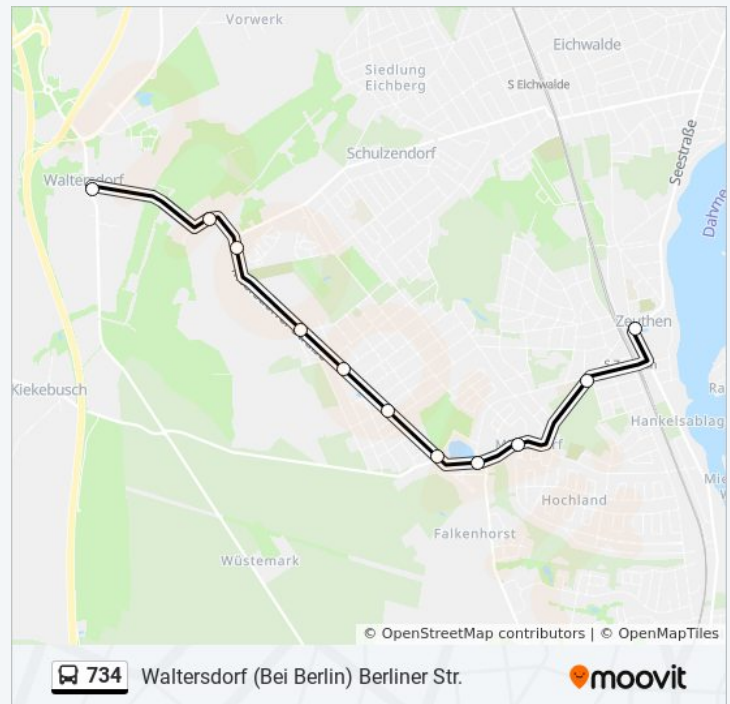 Vorwerk
Eichwalde
Siedlung
Eichberg
S Eichwalde
Schulzendorf
Seestraße
Waltersdorf
Dahme
Zeuthen
Kiekebusch
Hankelsablag
Hochland
Falkenhorst
Wüstemark
© OpenStreetMap contributors | © OpenMapTiles
734 Waltersdorf (Bei Berlin) Berliner Str.
moovit